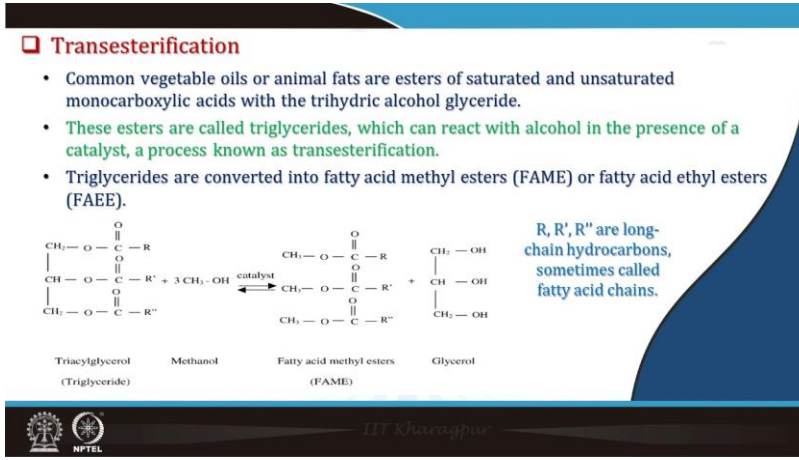 Transesterification
• Common vegetable oils or animal fats are esters of saturated and unsaturated
monocarboxylic acids with the trihydric alcohol glyceride.
• These esters are called triglycerides, which can react with alcohol in the presence of a
catalyst, a process known as transesterification.
• Triglycerides are converted into fatty acid methyl esters (FAME) or fatty acid ethyl esters
(FAEE).
R, R’, R’’ are long-
chain hydrocarbons,
sometimes called
fatty acid chains.
O
||
CH₂— O — C — R
O
||
CH — O — C — R' + 3 CH₃ - OH
O
||
CH₂ — O — C — R''
catalyst
O
||
CH₃ — O — C — R
O
||
CH₃— O — C — R'
O
||
CH₃ — O — C — R''
+
CH₂ — OH
CH — OH
CH₂ — OH
Triacylglycerol Methanol Fatty acid methyl esters Glycerol
(Triglyceride) (FAME)
IIT Kharagpur
NPTEL